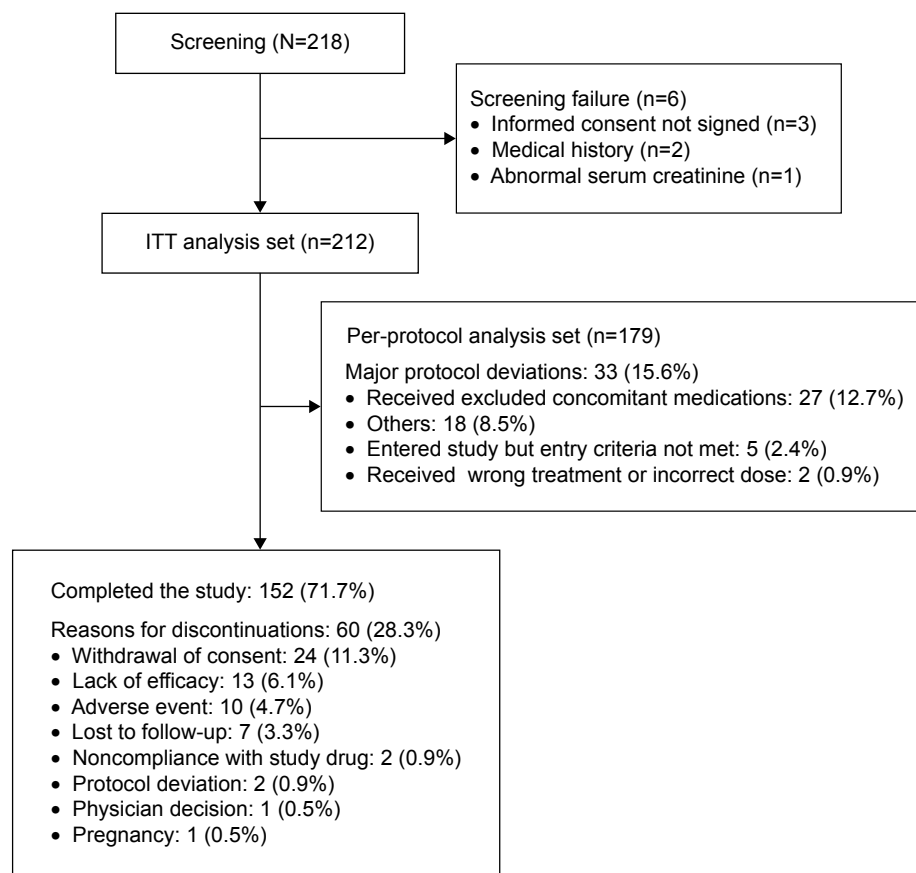 Screening (N=218)
Screening failure (n=6)
• Informed consent not signed (n=3)
• Medical history (n=2)
• Abnormal serum creatinine (n=1)
ITT analysis set (n=212)
Per-protocol analysis set (n=179)
Major protocol deviations: 33 (15.6%)
• Received excluded concomitant medications: 27 (12.7%)
• Others: 18 (8.5%)
• Entered study but entry criteria not met: 5 (2.4%)
• Received wrong treatment or incorrect dose: 2 (0.9%)
Completed the study: 152 (71.7%)
Reasons for discontinuations: 60 (28.3%)
• Withdrawal of consent: 24 (11.3%)
• Lack of efficacy: 13 (6.1%)
• Adverse event: 10 (4.7%)
• Lost to follow-up: 7 (3.3%)
• Noncompliance with study drug: 2 (0.9%)
• Protocol deviation: 2 (0.9%)
• Physician decision: 1 (0.5%)
• Pregnancy: 1 (0.5%)